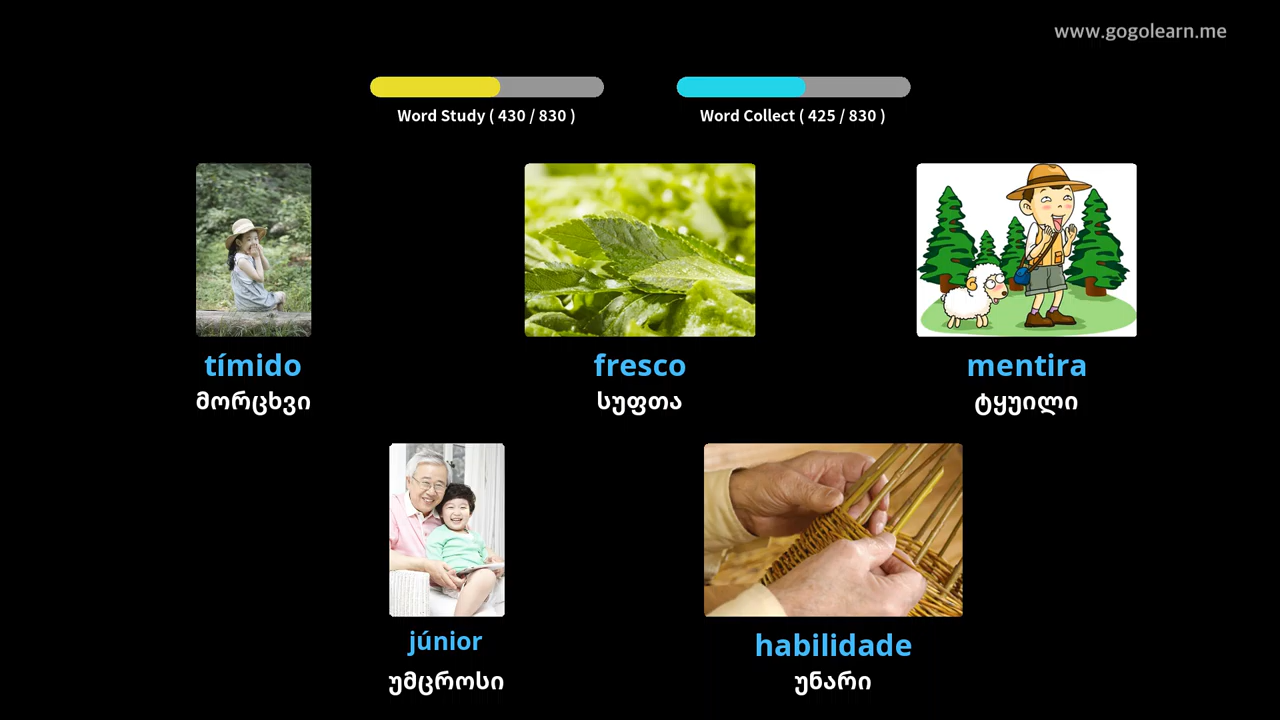 www.gogolearn.me
Word Study ( 430 / 830 )
Word Collect ( 425 / 830 )
tímido
მორცხვი
fresco
სუფთა
mentira
ტყუილი
júnior
უმცროსი
habilidade
უნარი